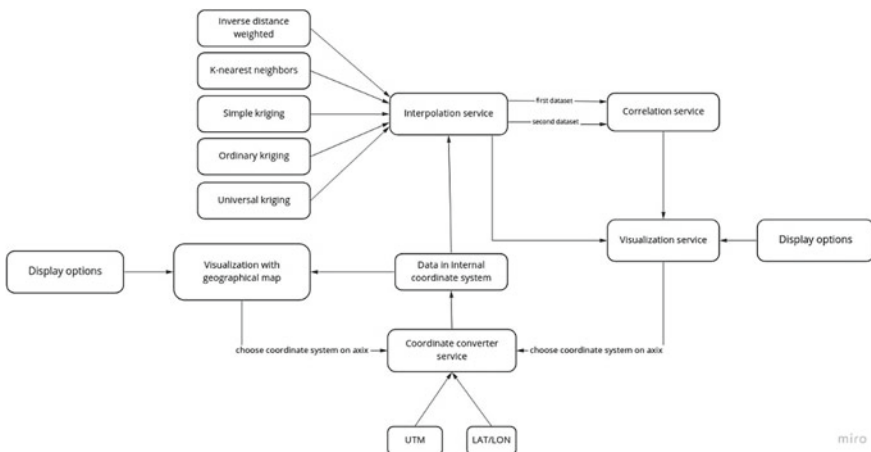 Inverse distance
weighted
K-nearest neighbors
Simple kriging
Ordinary kriging
Universal kriging
Interpolation service
first dataset
second dataset
Correlation service
Visualization service
Display options
Display options
Visualization with
geographical map
Data in Internal
coordinate system
choose coordinate system on axix
Coordinate converter
service
choose coordinate system on axix
UTM
LAT/LON
miro